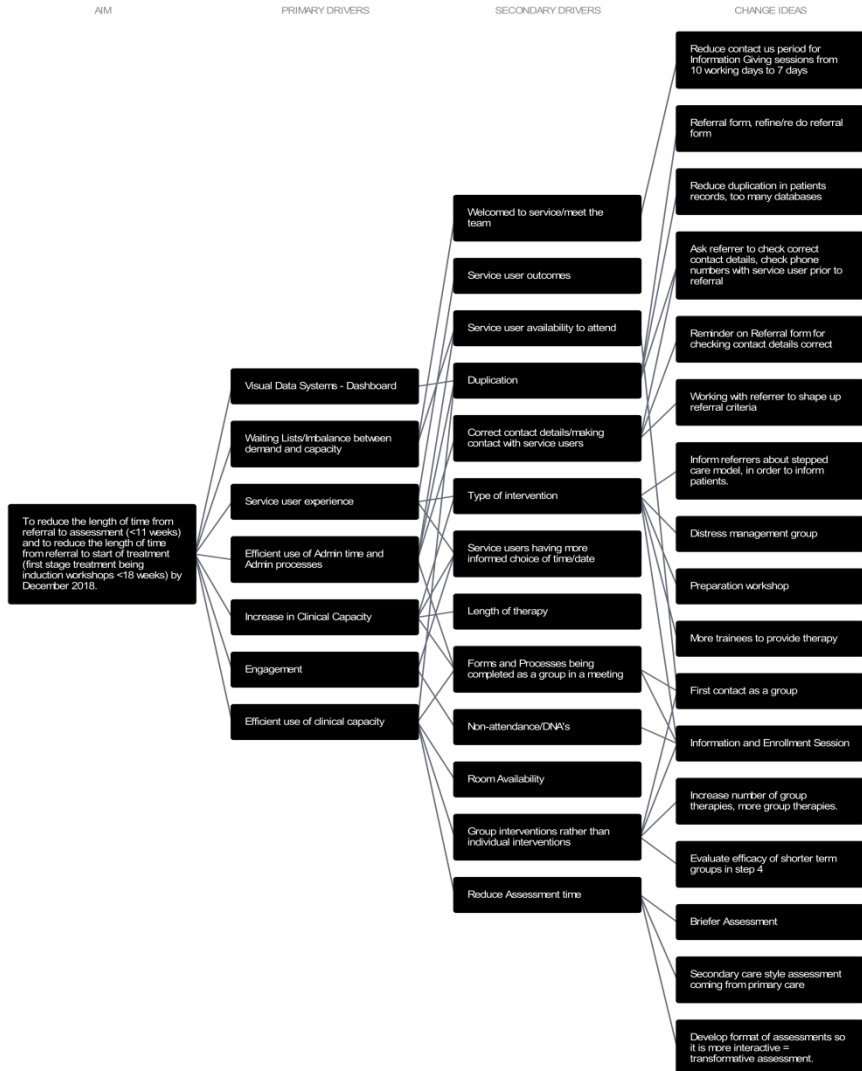 AIM
PRIMARY DRIVERS
SECONDARY DRIVERS
CHANGE IDEAS
To reduce the length of time from
referral to assessment (<11 weeks)
and to reduce the length of time
from referral to start of treatment
(first stage treatment being
induction workshops <18 weeks) by
December 2018.
Visual Data Systems - Dashboard
Waiting Lists/Imbalance between
demand and capacity
Service user experience
Efficient use of Admin time and
Admin processes
Increase in Clinical Capacity
Engagement
Efficient use of clinical capacity
Welcomed to service/meet the
team
Service user outcomes
Service user availability to attend
Duplication
Correct contact details/making
contact with service users
Type of intervention
Service users having more
informed choice of time/date
Length of therapy
Forms and Processes being
completed as a group in a meeting
Non-attendance/DNA's
Room Availability
Group interventions rather than
individual interventions
Reduce Assessment time
Reduce contact us period for
Information Giving sessions from
10 working days to 7 days
Referral form, refine/re do referral
form
Reduce duplication in patients
records, too many databases
Ask referrer to check correct
contact details, check phone
numbers with service user prior to
referral
Reminder on Referral form for
checking contact details correct
Working with referrer to shape up
referral criteria
Inform referrers about stepped
care model, in order to inform
patients.
Distress management group
Preparation workshop
More trainees to provide therapy
First contact as a group
Information and Enrollment Session
Increase number of group
therapies, more group therapies.
Evaluate efficacy of shorter term
groups in step 4
Briefer Assessment
Secondary care style assessment
coming from primary care
Develop format of assessments so
it is more interactive =
transformative assessment.